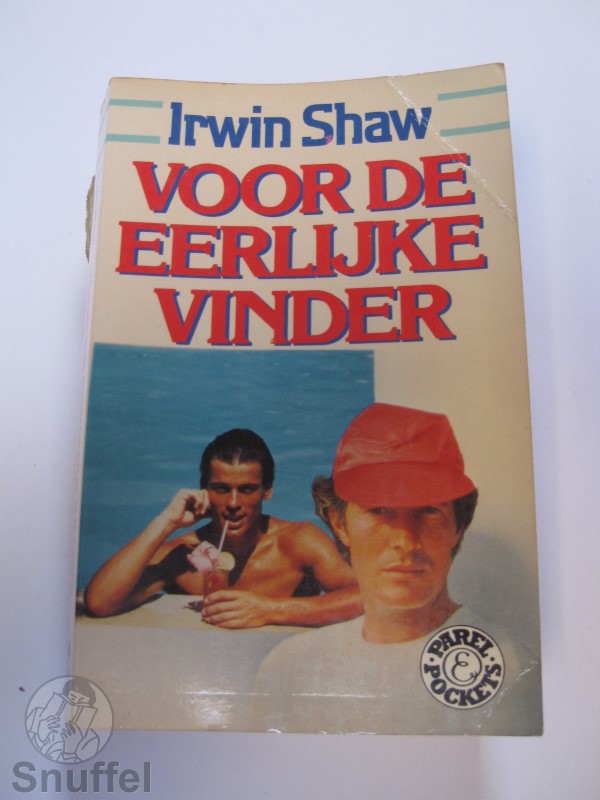 Irwin Shaw
VOOR DE
EERLIJKE
VINDER
PAREL
POCKETS
Snuffel